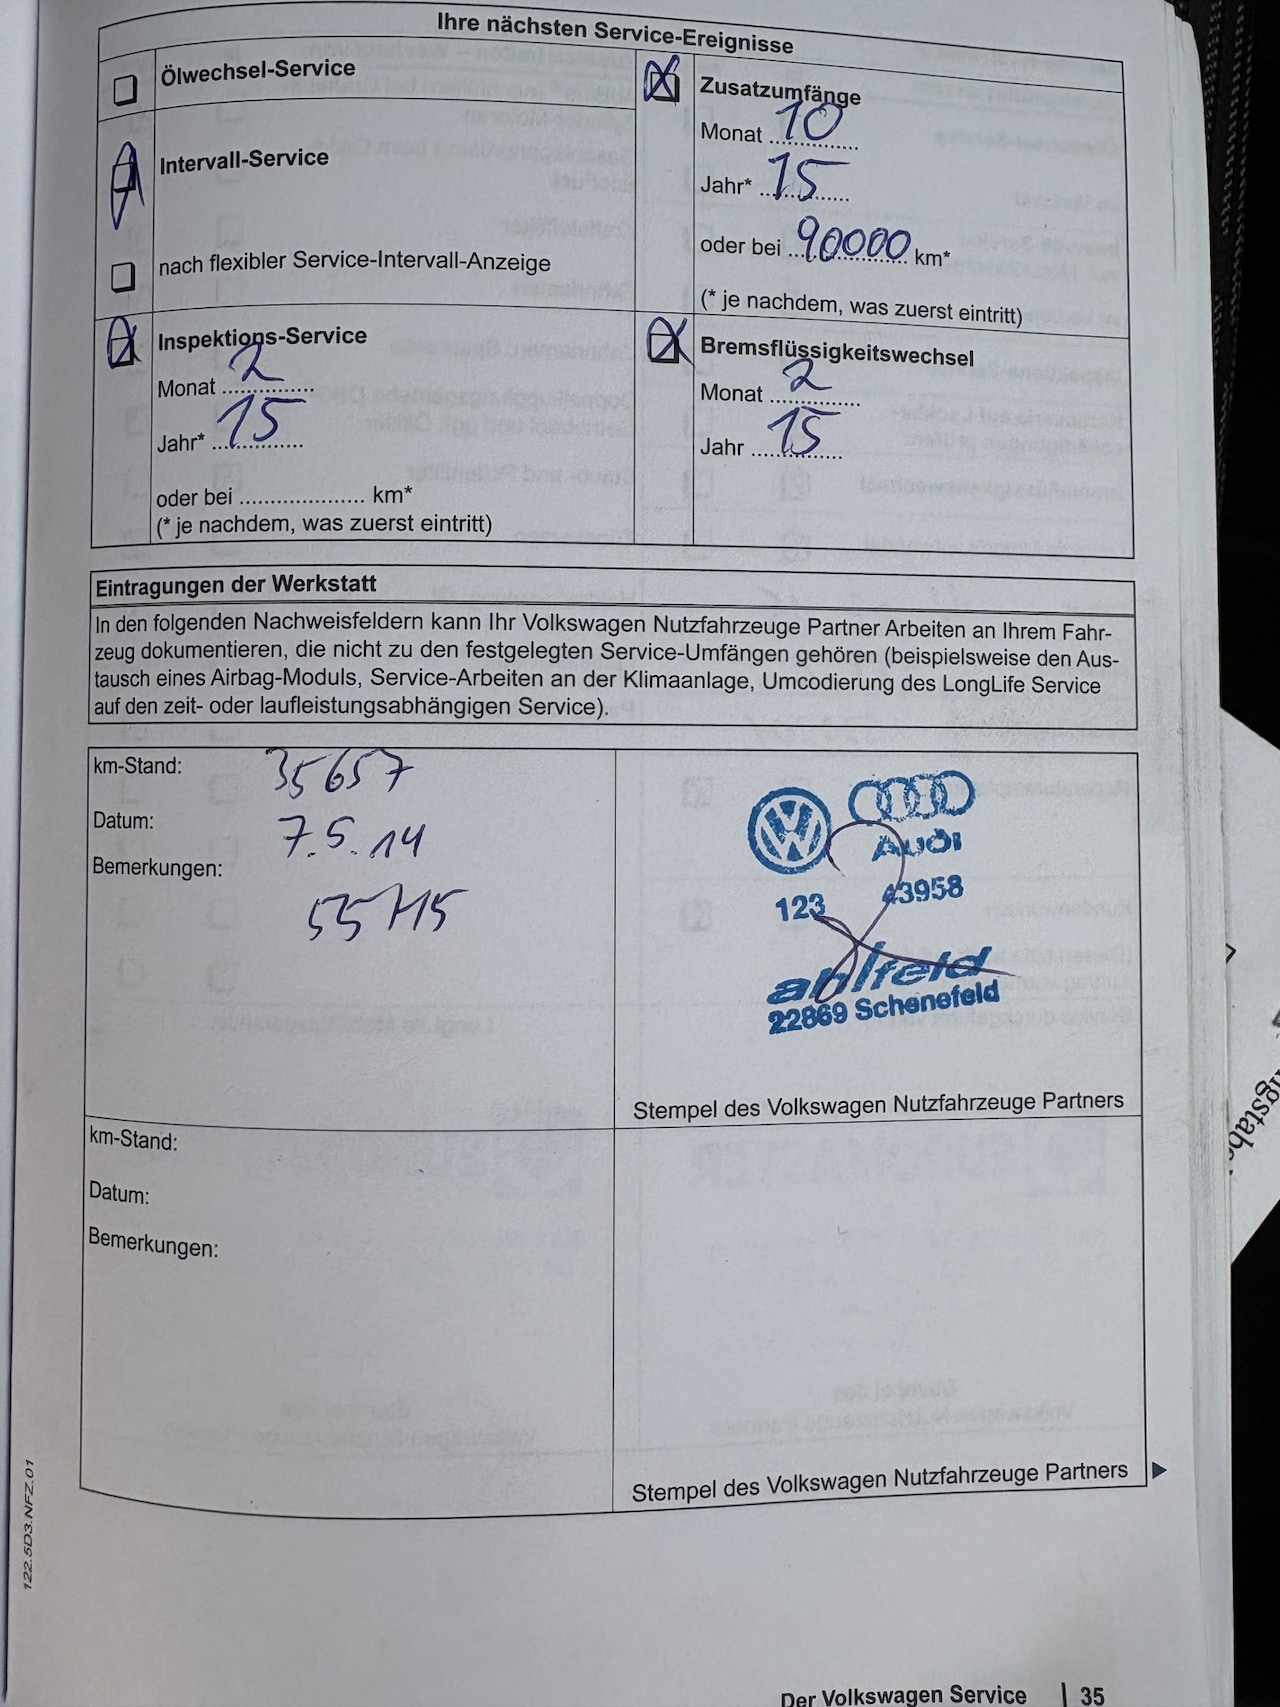 Ihre nächsten Service-Ereignisse
Ölwechsel-Service
Intervall-Service
nach flexibler Service-Intervall-Anzeige
Zusatzumfänge
Monat 10
Jahr* 15
oder bei 90000 km*
(* je nachdem, was zuerst eintritt)
Inspektions-Service
Monat 2
Jahr* 15
oder bei .................... km*
(* je nachdem, was zuerst eintritt)
Bremsflüssigkeitswechsel
Monat 2
Jahr 15
Eintragungen der Werkstatt
In den folgenden Nachweisfeldern kann Ihr Volkswagen Nutzfahrzeuge Partner Arbeiten an Ihrem Fahr-
zeug dokumentieren, die nicht zu den festgelegten Service-Umfängen gehören (beispielsweise den Aus-
tausch eines Airbag-Moduls, Service-Arbeiten an der Klimaanlage, Umcodierung des LongLife Service
auf den zeit- oder laufleistungsabhängigen Service).
km-Stand: 35657
Datum: 7.5.14
Bemerkungen:
Audi
123 43958
ahlfeld
22869 Schenefeld
Stempel des Volkswagen Nutzfahrzeuge Partners
km-Stand:
Datum:
Bemerkungen:
Stempel des Volkswagen Nutzfahrzeuge Partners
122.5D3.NFZ.01
Der Volkswagen Service | 35